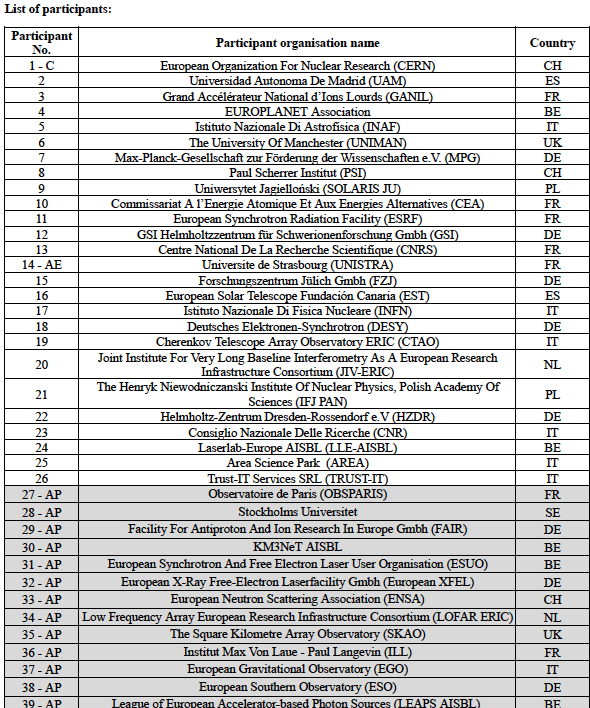 List of participants:
Participant No. Participant organisation name Country
1 - C European Organization For Nuclear Research (CERN) CH
2 Universidad Autonoma De Madrid (UAM) ES
3 Grand Accélérateur National d’Ions Lourds (GANIL) FR
4 EUROPLANET Association BE
5 Istituto Nazionale Di Astrofisica (INAF) IT
6 The University Of Manchester (UNIMAN) UK
7 Max-Planck-Gesellschaft zur Förderung der Wissenschaften e.V. (MPG) DE
8 Paul Scherrer Institut (PSI) CH
9 Uniwersytet Jagielloński (SOLARIS JU) PL
10 Commissariat A l’Energie Atomique Et Aux Energies Alternatives (CEA) FR
11 European Synchrotron Radiation Facility (ESRF) FR
12 GSI Helmholtzzentrum für Schwerionenforschung Gmbh (GSI) DE
13 Centre National De La Recherche Scientifique (CNRS) FR
14 - AE Universite de Strasbourg (UNISTRA) FR
15 Forschungszentrum Jülich Gmbh (FZJ) DE
16 European Solar Telescope Fundación Canaria (EST) ES
17 Istituto Nazionale Di Fisica Nucleare (INFN) IT
18 Deutsches Elektronen-Synchrotron (DESY) DE
19 Cherenkov Telescope Array Observatory ERIC (CTAO) IT
20 Joint Institute For Very Long Baseline Interferometry As A European Research
Infrastructure Consortium (JIV-ERIC) NL
21 The Henryk Niewodniczanski Institute Of Nuclear Physics, Polish Academy Of
Sciences (IFJ PAN) PL
22 Helmholtz-Zentrum Dresden-Rossendorf e.V (HZDR) DE
23 Consiglio Nazionale Delle Ricerche (CNR) IT
24 Laserlab-Europe AISBL (LLE-AISBL) BE
25 Area Science Park (AREA) IT
26 Trust-IT Services SRL (TRUST-IT) IT
27 - AP Observatoire de Paris (OBSPARIS) FR
28 - AP Stockholms Universitet SE
29 - AP Facility For Antiproton And Ion Research In Europe Gmbh (FAIR) DE
30 - AP KM3NeT AISBL BE
31 - AP European Synchrotron And Free Electron Laser User Organisation (ESUO) BE
32 - AP European X-Ray Free-Electron Laserfacility Gmbh (European XFEL) DE
33 - AP European Neutron Scattering Association (ENSA) CH
34 - AP Low Frequency Array European Research Infrastructure Consortium (LOFAR ERIC) NL
35 - AP The Square Kilometre Array Observatory (SKAO) UK
36 - AP Institut Max Von Laue - Paul Langevin (ILL) FR
37 - AP European Gravitational Observatory (EGO) IT
38 - AP European Southern Observatory (ESO) DE
39 - AP League of European Accelerator-based Photon Sources (LEAPS AISBL) BE